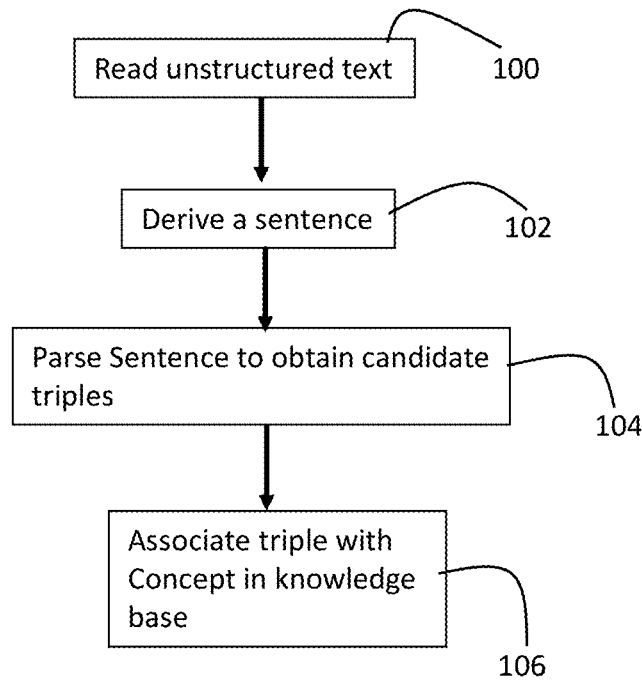 Read unstructured text
100
Derive a sentence
102
Parse Sentence to obtain candidate
triples
104
Associate triple with
Concept in knowledge
base
106